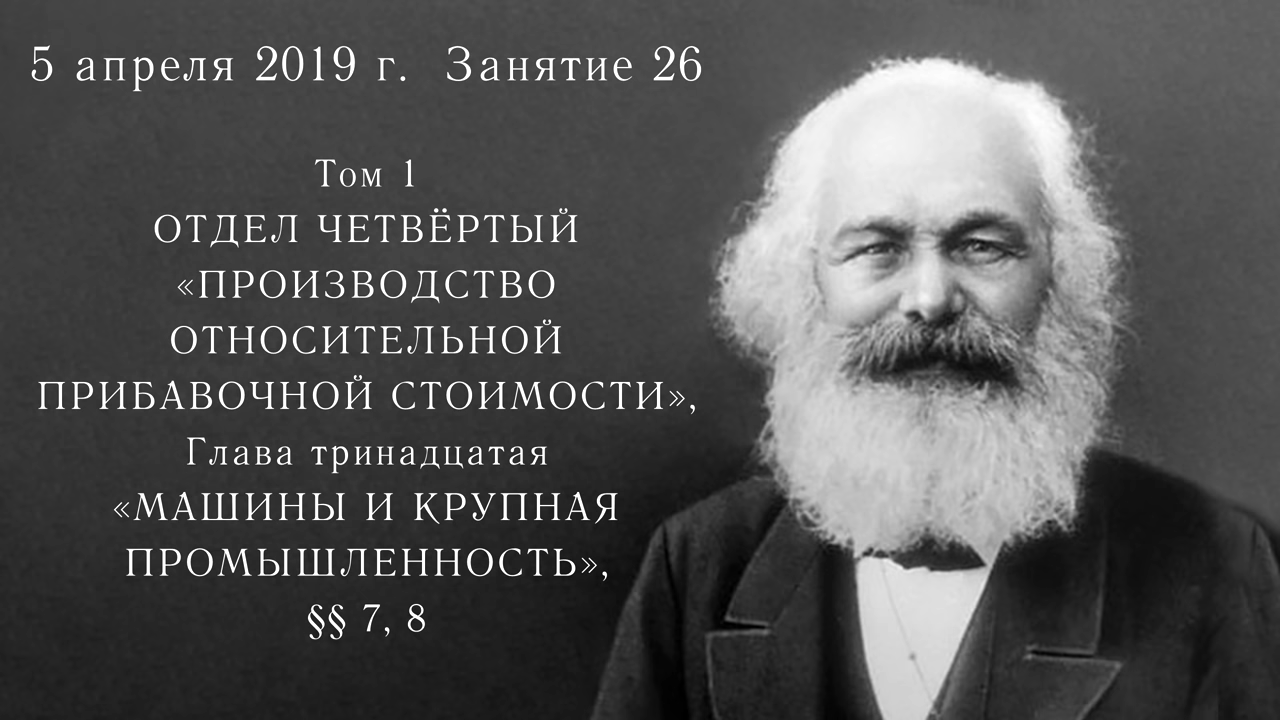 5 апреля 2019 г. Занятие 26
Том 1
ОТДЕЛ ЧЕТВЁРТЫЙ
«ПРОИЗВОДСТВО
ОТНОСИТЕЛЬНОЙ
ПРИБАВОЧНОЙ СТОИМОСТИ»,
Глава тринадцатая
«МАШИНЫ И КРУПНАЯ
ПРОМЫШЛЕННОСТЬ»,
§§ 7, 8